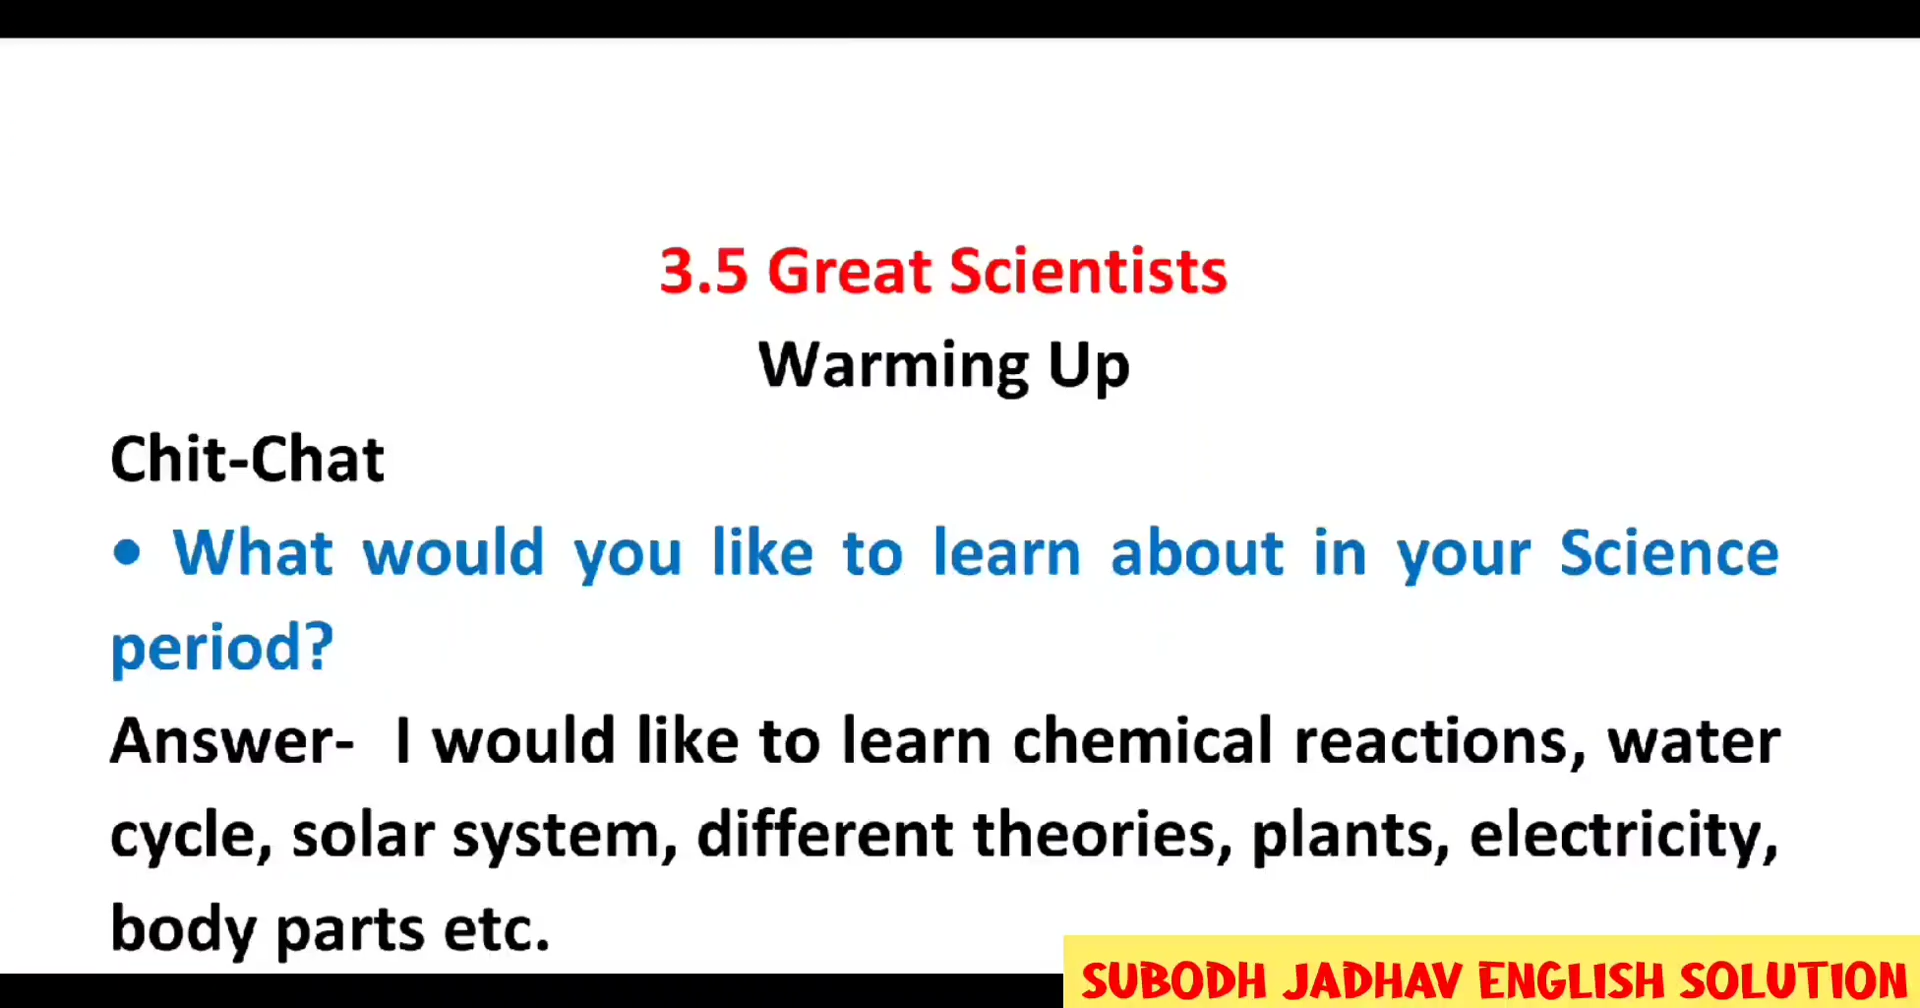 3.5 Great Scientists
Warming Up
Chit-Chat
• What would you like to learn about in your Science
period?
Answer- I would like to learn chemical reactions, water
cycle, solar system, different theories, plants, electricity,
body parts etc.
SUBODH JADHAV ENGLISH SOLUTION